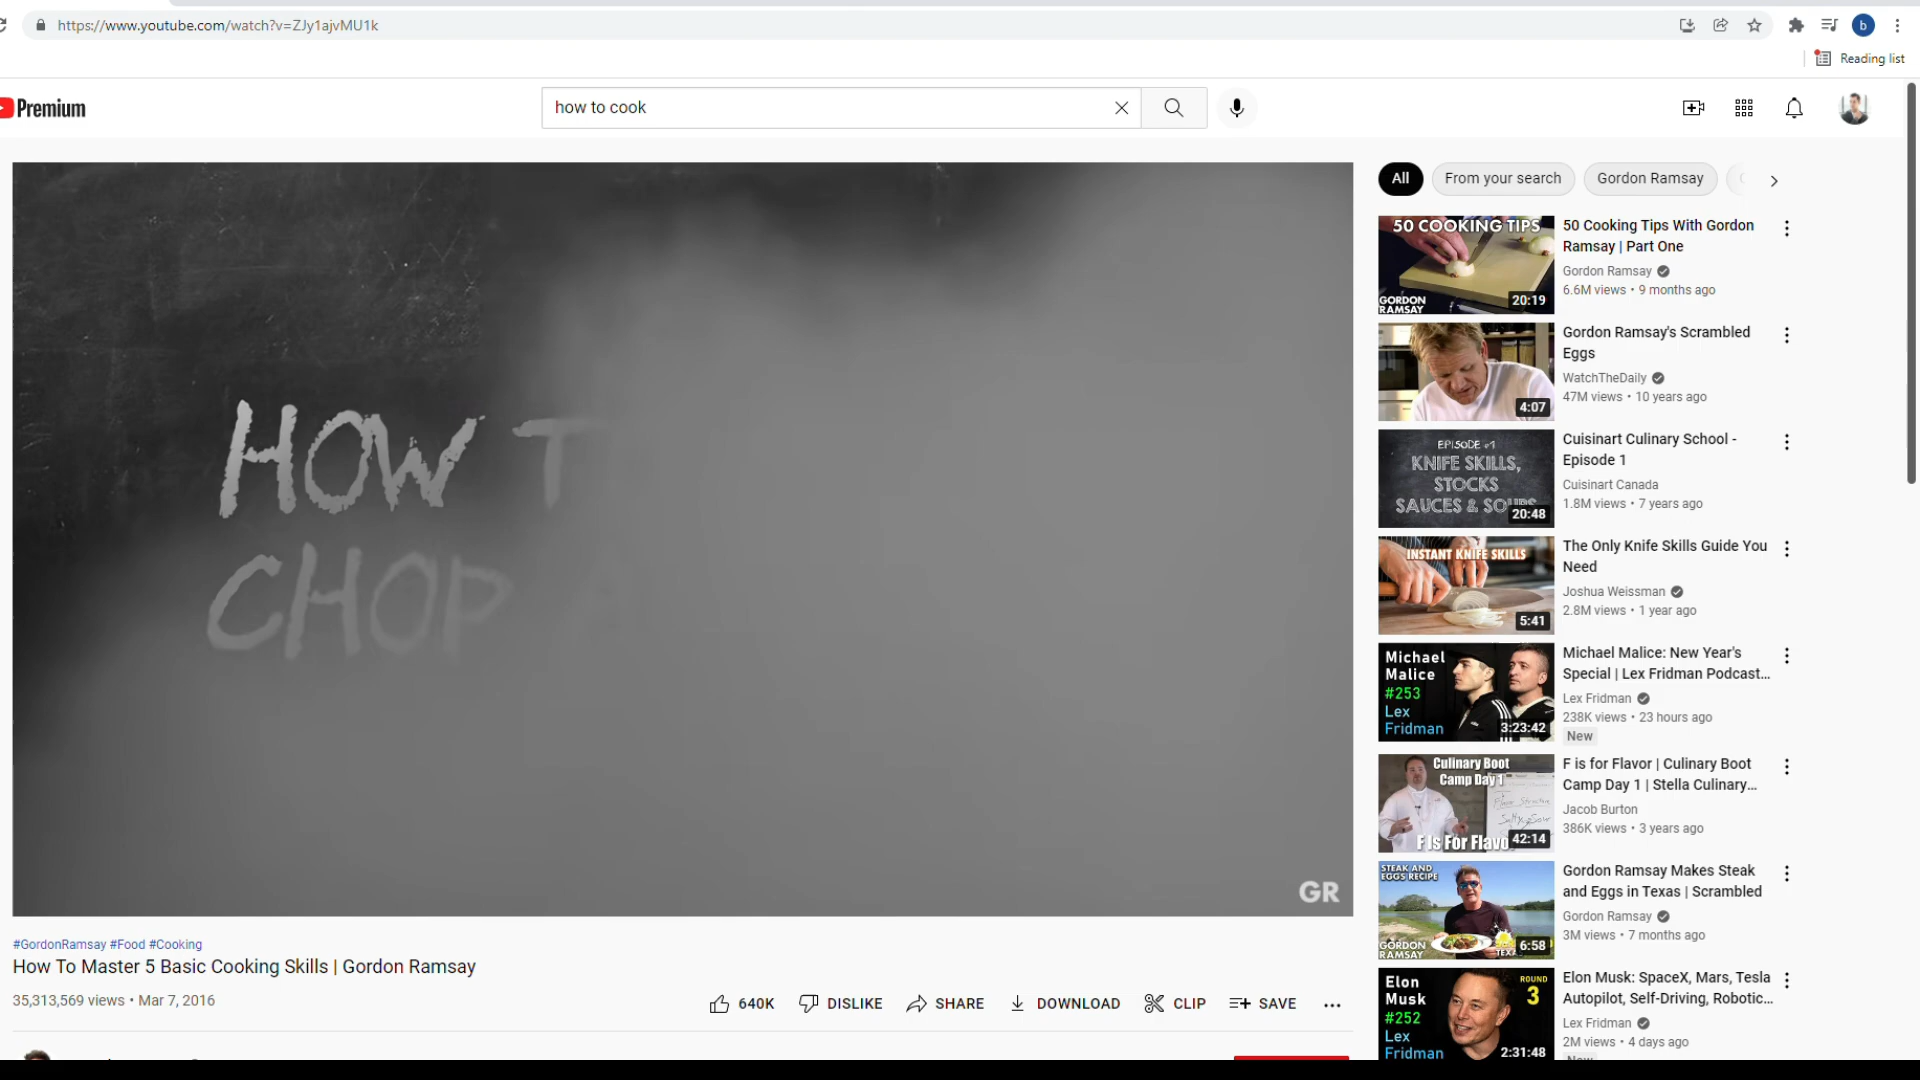 https://www.youtube.com/watch?v=ZJy1ajvMU1k
b
Reading list
Premium
how to cook
HOW T
CHOP A
GR
#GordonRamsay #Food #Cooking
How To Master 5 Basic Cooking Skills | Gordon Ramsay
35,313,569 views • Mar 7, 2016
640K
DISLIKE
SHARE
DOWNLOAD
CLIP
SAVE
All
From your search
Gordon Ramsay
50 COOKING TIPS
GORDON
RAMSAY
20:19
50 Cooking Tips With Gordon
Ramsay | Part One
Gordon Ramsay
6.6M views • 9 months ago
4:07
Gordon Ramsay's Scrambled
Eggs
WatchTheDaily
47M views • 10 years ago
EPISODE #1
KNIFE SKILLS,
STOCKS
SAUCES & SOUPS
20:48
Cuisinart Culinary School -
Episode 1
Cuisinart Canada
1.8M views • 7 years ago
INSTANT KNIFE SKILLS
5:41
The Only Knife Skills Guide You
Need
Joshua Weissman
2.8M views • 1 year ago
Michael
Malice
#253
Lex
Fridman
3:23:42
Michael Malice: New Year's
Special | Lex Fridman Podcast...
Lex Fridman
238K views • 23 hours ago
New
Culinary Boot
Camp Day 1
F Is For Flavo
42:14
F is for Flavor | Culinary Boot
Camp Day 1 | Stella Culinary...
Jacob Burton
386K views • 3 years ago
STEAK AND
EGGS RECIPE
GORDON
RAMSAY
TEXAS
6:58
Gordon Ramsay Makes Steak
and Eggs in Texas | Scrambled
Gordon Ramsay
3M views • 7 months ago
Elon
Musk
#252
Lex
Fridman
ROUND
3
2:31:48
Elon Musk: SpaceX, Mars, Tesla
Autopilot, Self-Driving, Robotic...
Lex Fridman
2M views • 4 days ago
New